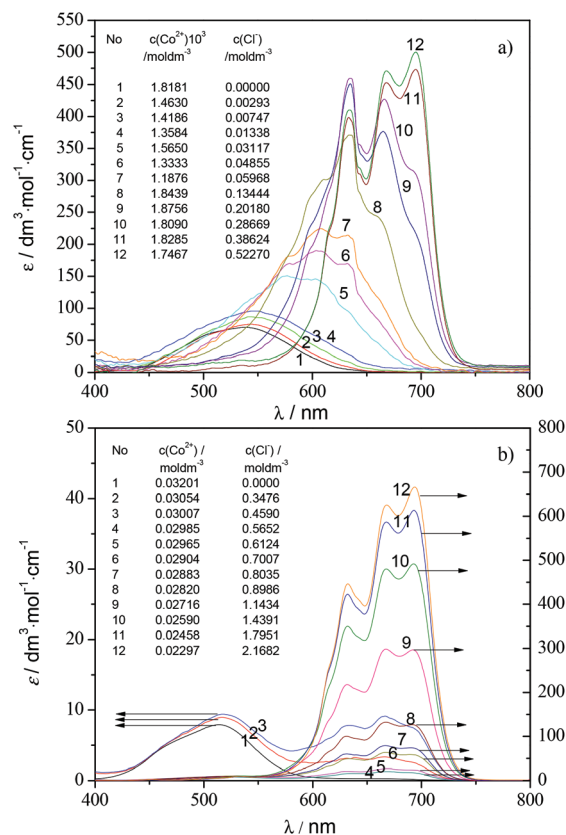 a)
No c(Co2+)103 c(Cl-)
/moldm-3 /moldm-3
1 1.8181 0.00000
2 1.4630 0.00293
3 1.4186 0.00747
4 1.3584 0.01338
5 1.5650 0.03117
6 1.3333 0.04855
7 1.1876 0.05968
8 1.8439 0.13444
9 1.8756 0.20180
10 1.8090 0.28669
11 1.8285 0.38624
12 1.7467 0.52270
550
500
450
400
350
300
250
200
150
100
50
0
ε / dm3·mol-1·cm-1
12
11
10
9
8
7
6
5
3 4
2
1
400 500 600 700 800
λ / nm
b)
No c(Co2+) / c(Cl-) /
moldm-3 moldm-3
1 0.03201 0.0000
2 0.03054 0.3476
3 0.03007 0.4590
4 0.02985 0.5652
5 0.02965 0.6124
6 0.02904 0.7007
7 0.02883 0.8035
8 0.02820 0.8986
9 0.02716 1.1434
10 0.02590 1.4391
11 0.02458 1.7951
12 0.02297 2.1682
50
40
30
20
10
0
ε / dm3·mol-1·cm-1
12
11
10
9
8
7
6
5
4
1 2 3
800
700
600
500
400
300
200
100
0
400 500 600 700 800
λ / nm